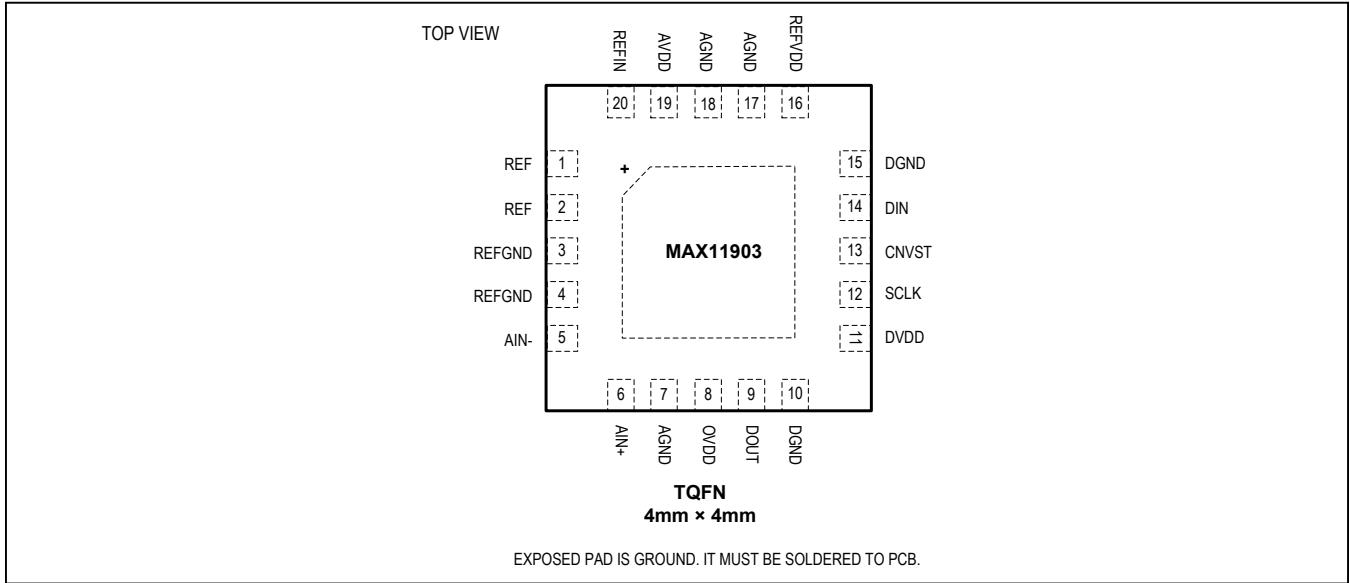 TOP VIEW
REFIN
AVDD
AGND
AGND
REFVDD
20
19
18
17
16
REF 1
REF 2
REFGND 3
REFGND 4
AIN- 5
+
MAX11903
15 DGND
14 DIN
13 CNVST
12 SCLK
11 DVDD
6
7
8
9
10
AIN+
AGND
OVDD
DOUT
DGND
TQFN
4mm × 4mm
EXPOSED PAD IS GROUND. IT MUST BE SOLDERED TO PCB.